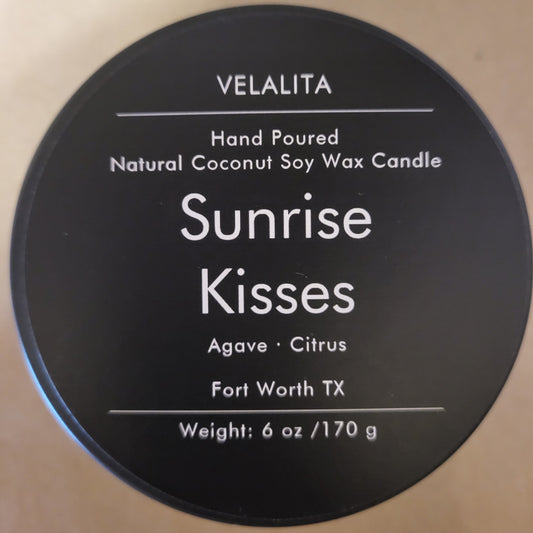 VELALITA
Hand Poured
Natural Coconut Soy Wax Candle
Sunrise
Kisses
Agave · Citrus
Fort Worth TX
Weight: 6 oz /170 g